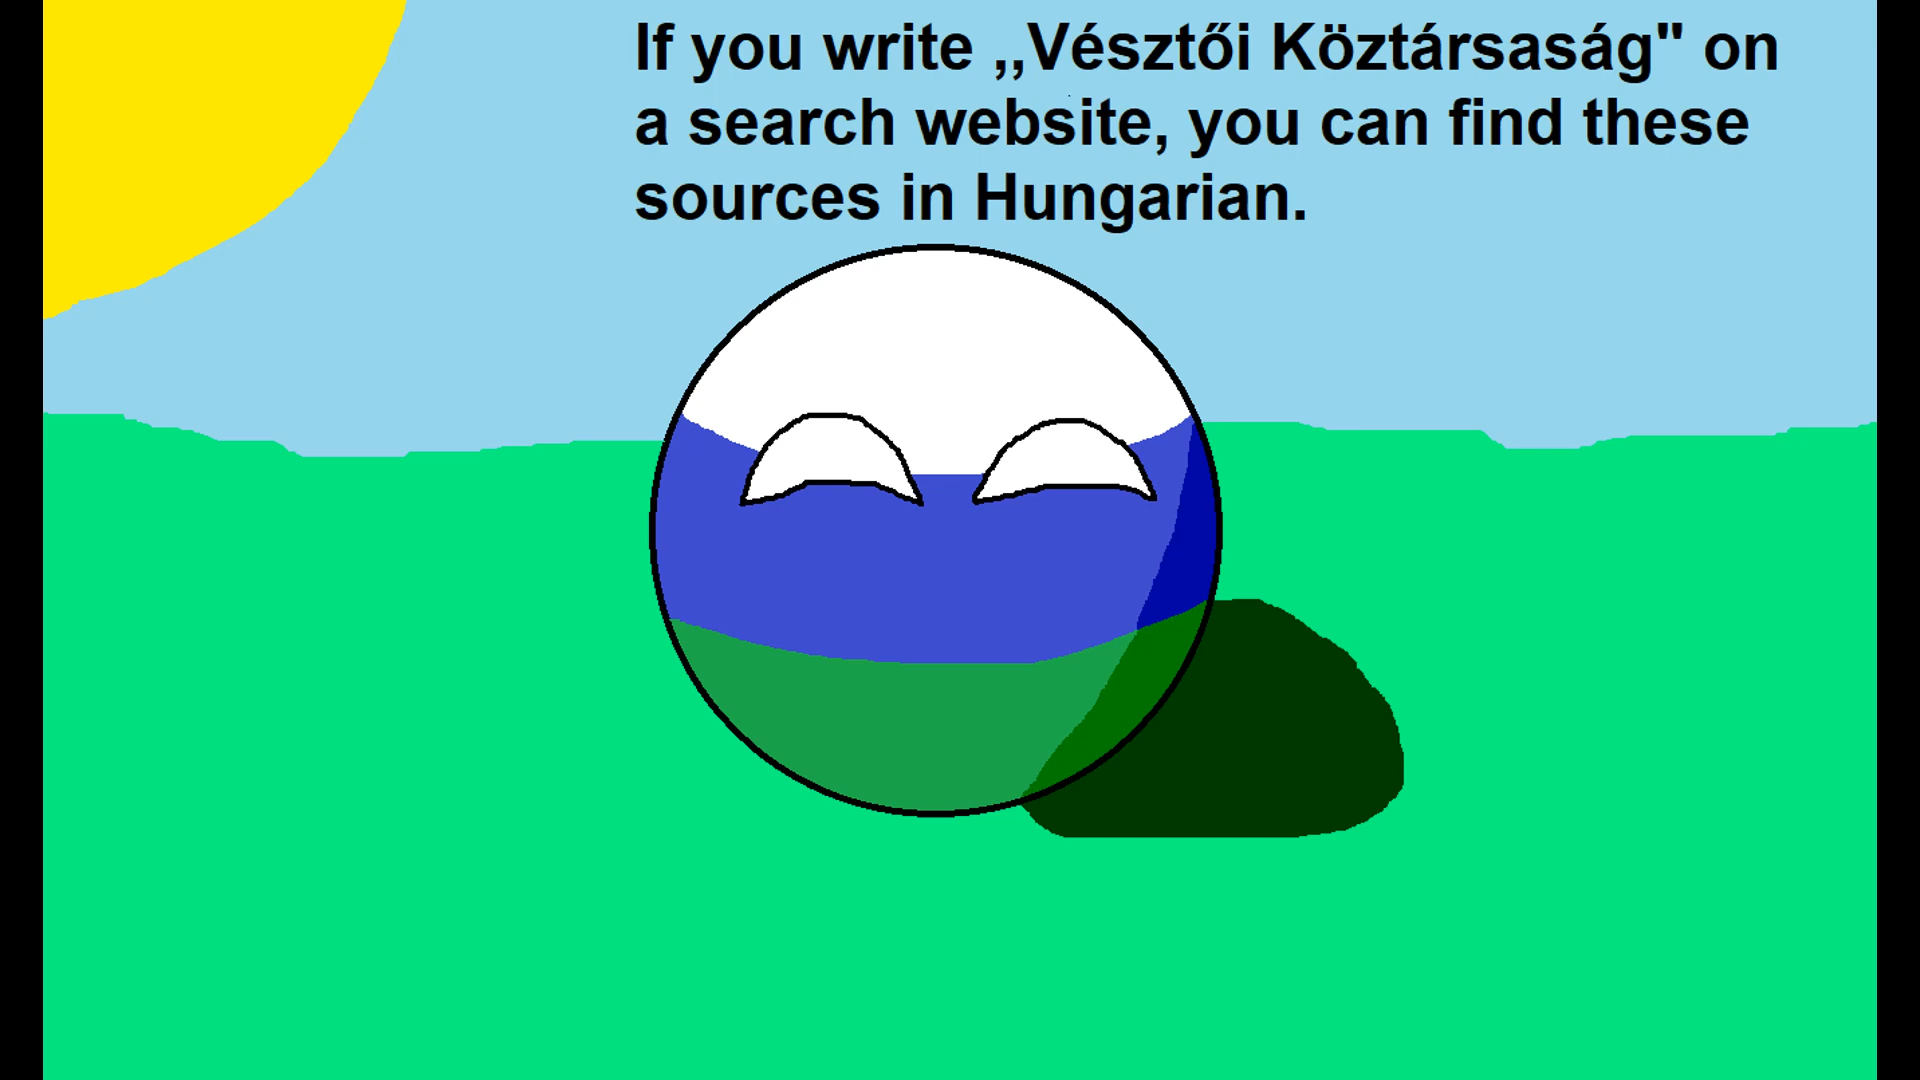 If you write ,,Vésztői Köztársaság" on
a search website, you can find these
sources in Hungarian.